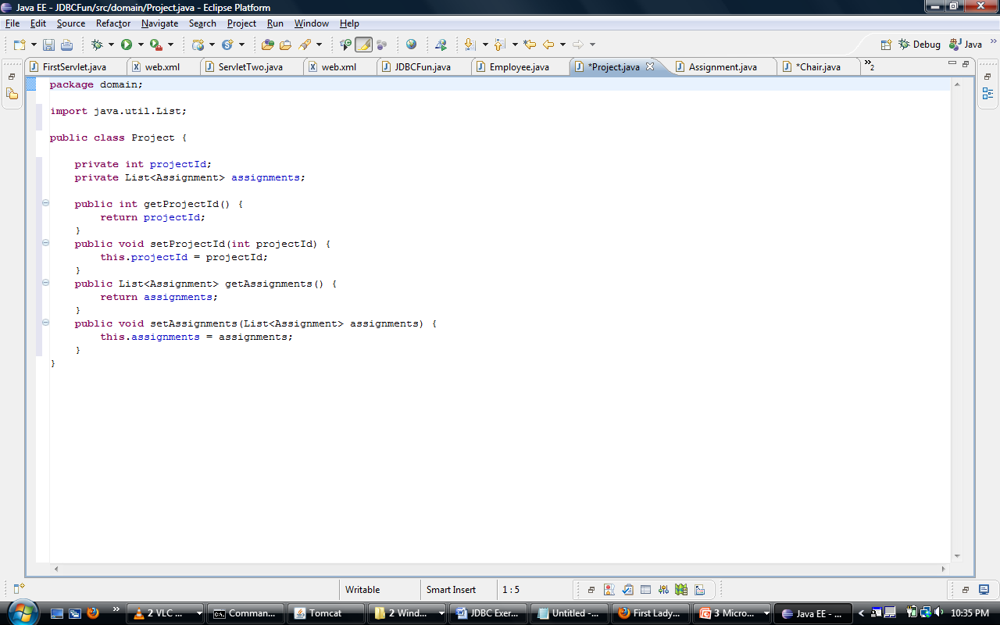 Java EE - JDBCFun/src/domain/Project.java - Eclipse Platform
File Edit Source Refactor Navigate Search Project Run Window Help
Debug Java
FirstServlet.java web.xml ServletTwo.java web.xml JDBCFun.java Employee.java *Project.java Assignment.java *Chair.java »2
package domain;
import java.util.List;
public class Project {
private int projectId;
private List<Assignment> assignments;
public int getProjectId() {
return projectId;
}
public void setProjectId(int projectId) {
this.projectId = projectId;
}
public List<Assignment> getAssignments() {
return assignments;
}
public void setAssignments(List<Assignment> assignments) {
this.assignments = assignments;
}
}
Writable Smart Insert 1 : 5
2 VLC ... Comman... Tomcat 2 Wind... JDBC Exer... Untitled -... First Lady... 3 Micro... Java EE - ... 10:35 PM